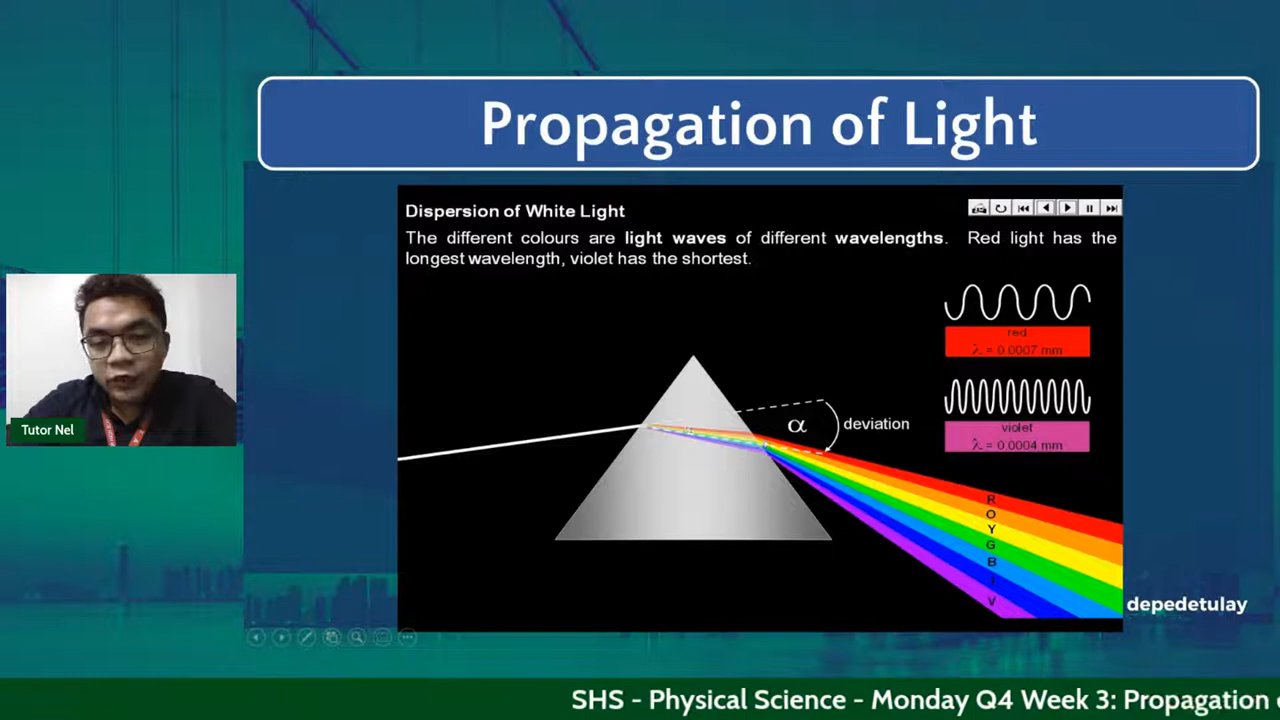 Propagation of Light
Dispersion of White Light
The different colours are light waves of different wavelengths. Red light has the
longest wavelength, violet has the shortest.
red
λ = 0.0007 mm
violet
λ = 0.0004 mm
α
deviation
R
O
Y
G
B
I
V
Tutor Nel
depedetulay
SHS - Physical Science - Monday Q4 Week 3: Propagation